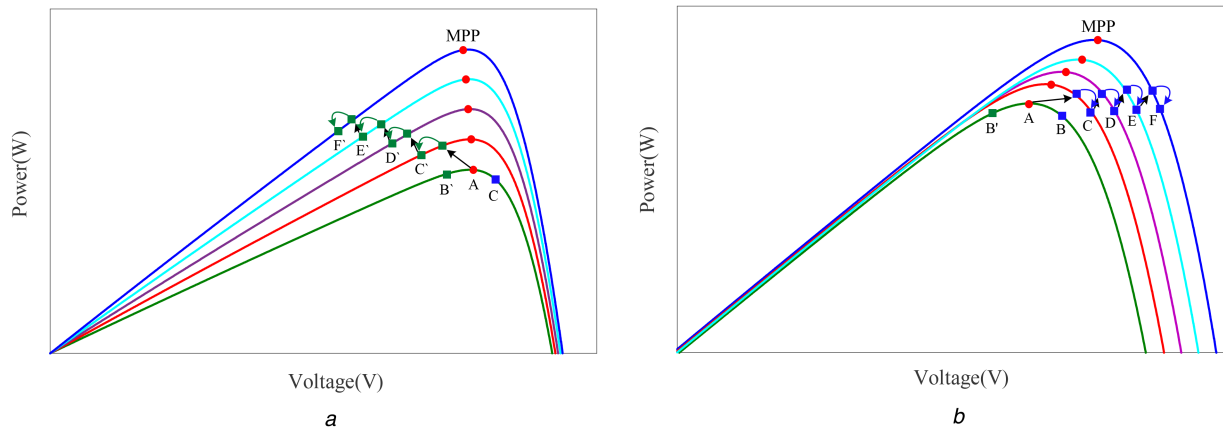 MPP
F` E` D` C` B` A C
Power(W)
Voltage(V)
a
MPP
B' A B C D E F
Power(W)
Voltage(V)
b